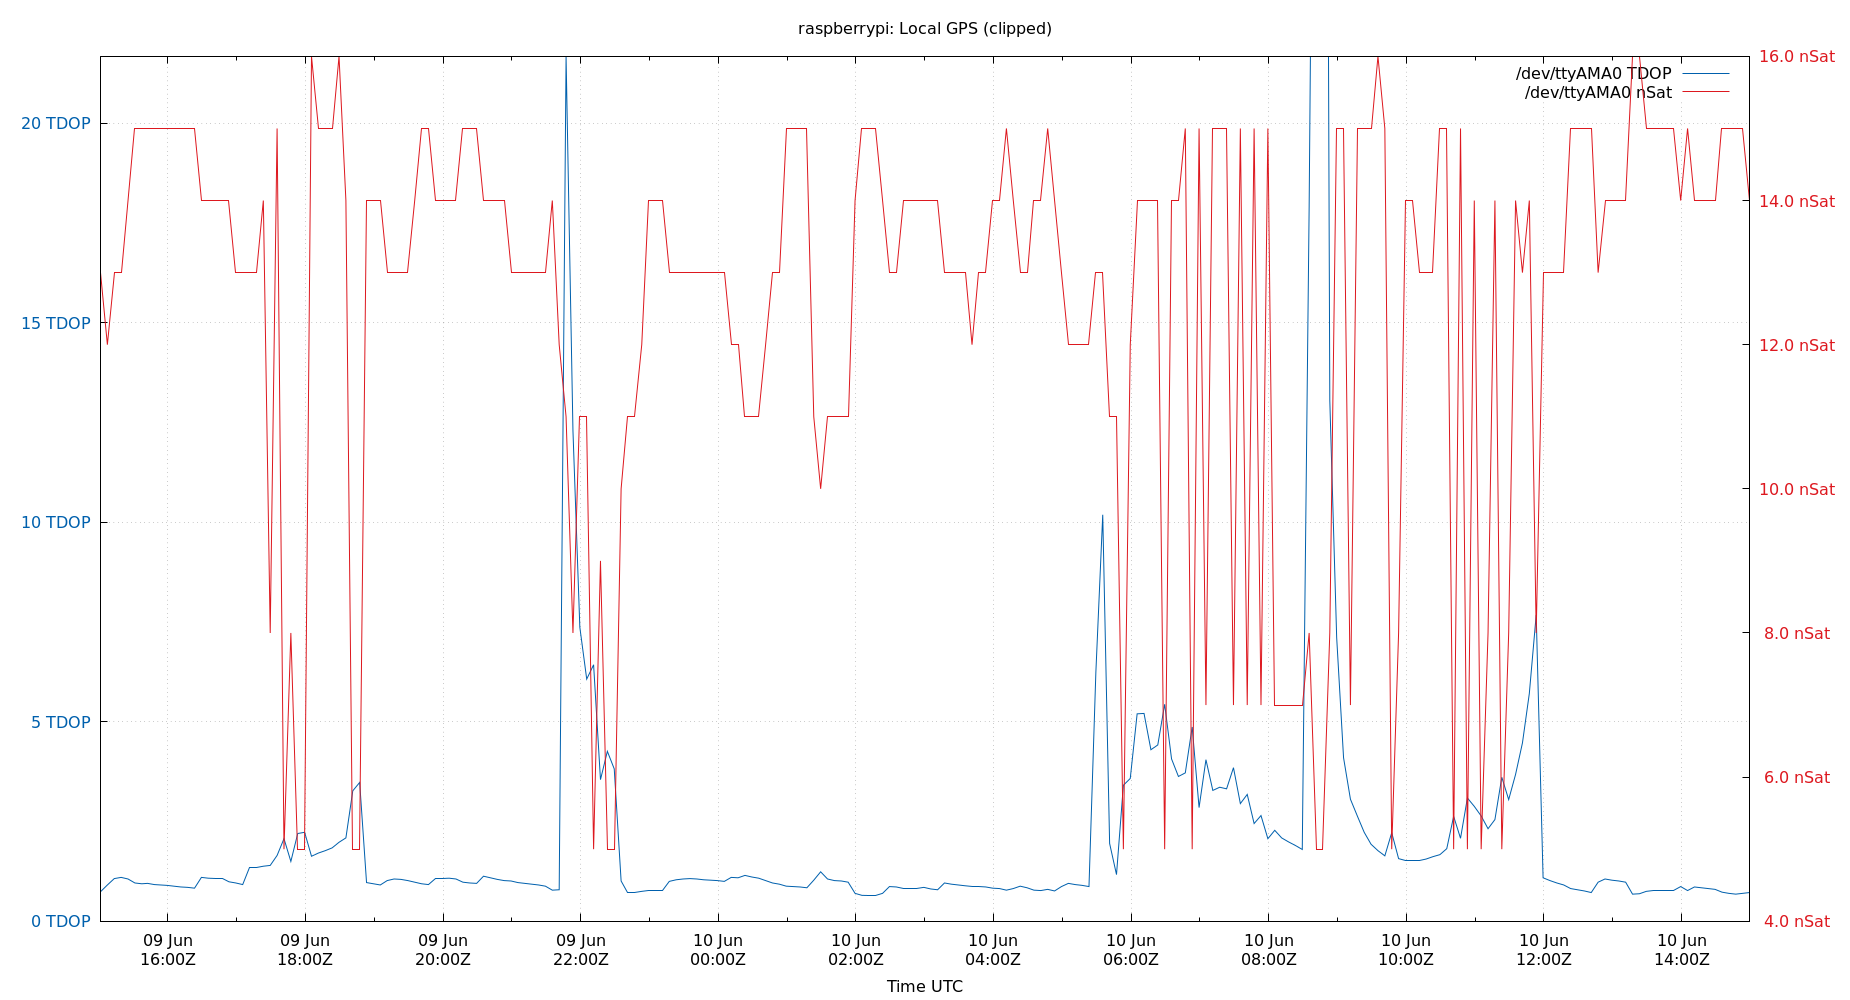 raspberrypi: Local GPS (clipped)
/dev/ttyAMA0 TDOP
/dev/ttyAMA0 nSat
20 TDOP
15 TDOP
10 TDOP
5 TDOP
0 TDOP
16.0 nSat
14.0 nSat
12.0 nSat
10.0 nSat
8.0 nSat
6.0 nSat
4.0 nSat
09 Jun
16:00Z
09 Jun
18:00Z
09 Jun
20:00Z
09 Jun
22:00Z
10 Jun
00:00Z
10 Jun
02:00Z
10 Jun
04:00Z
10 Jun
06:00Z
10 Jun
08:00Z
10 Jun
10:00Z
10 Jun
12:00Z
10 Jun
14:00Z
Time UTC